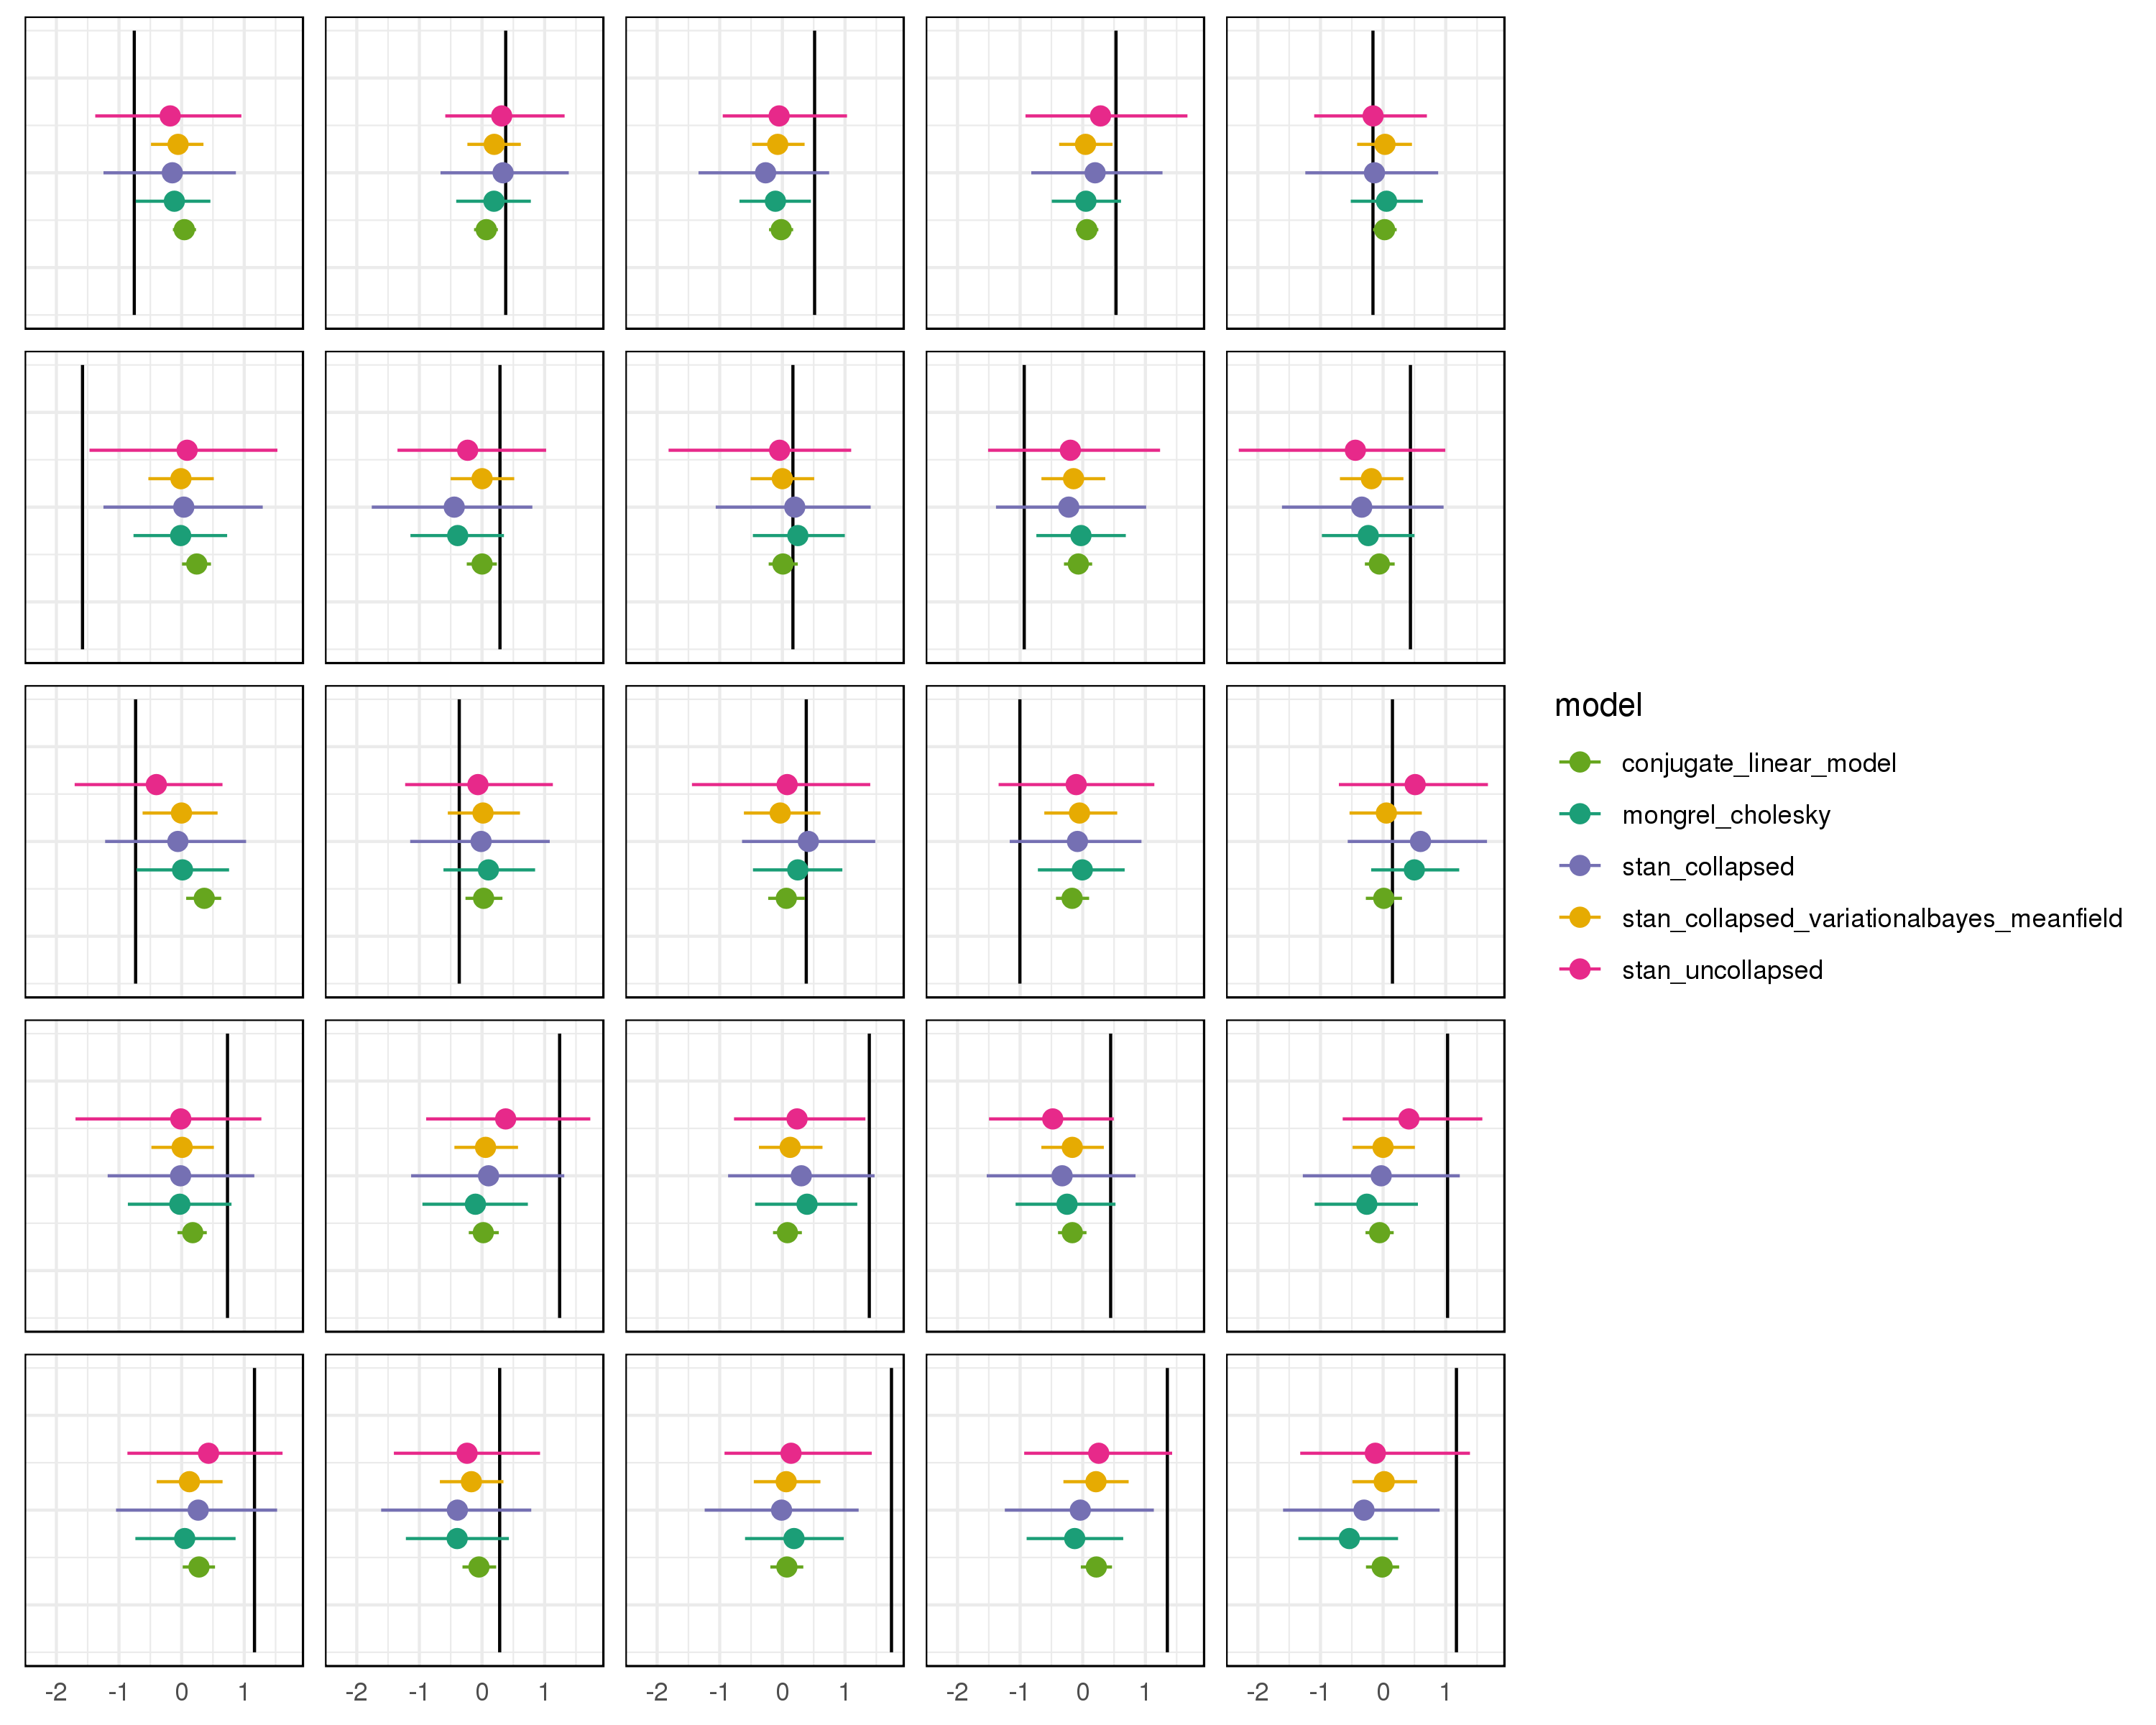 model
conjugate_linear_model
mongrel_cholesky
stan_collapsed
stan_collapsed_variationalbayes_meanfield
stan_uncollapsed
-2 -1 0 1 -2 -1 0 1 -2 -1 0 1 -2 -1 0 1 -2 -1 0 1